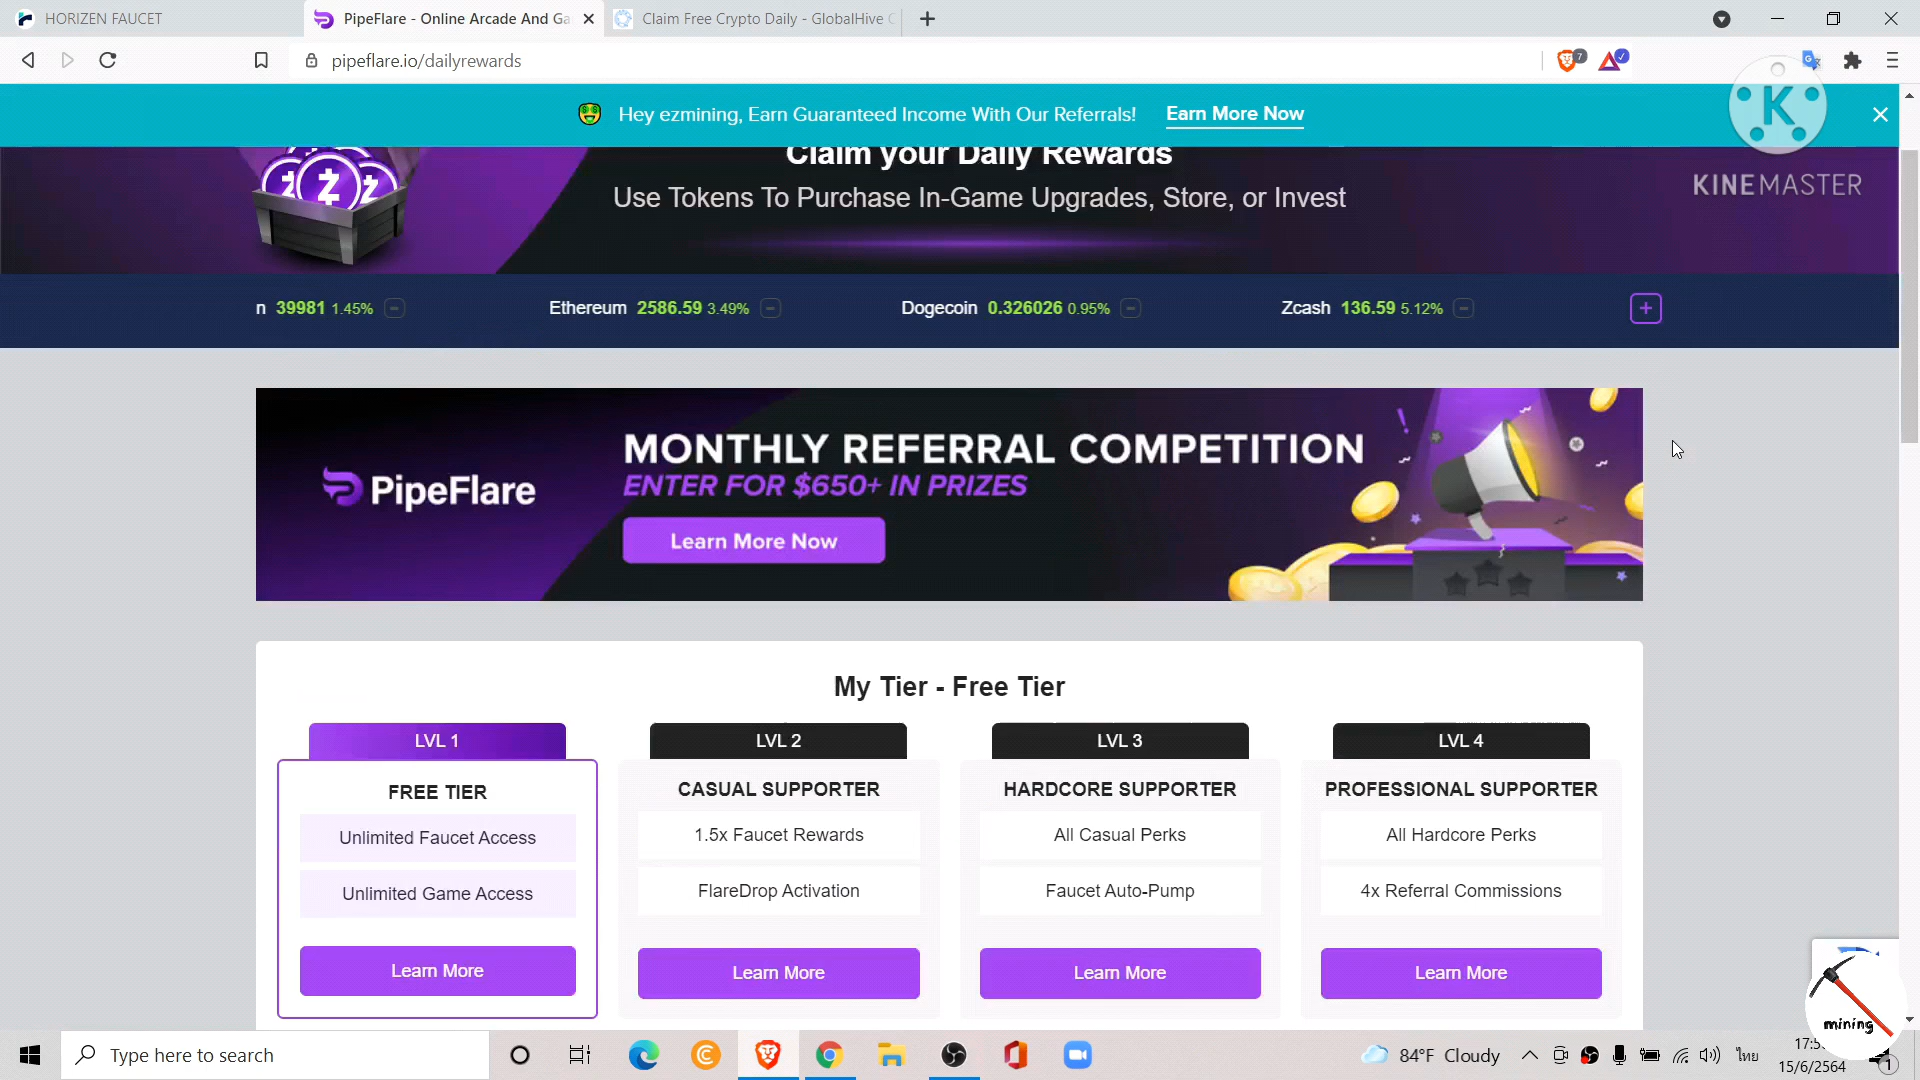 HORIZEN FAUCET
PipeFlare - Online Arcade And Ga
Claim Free Crypto Daily - GlobalHive
pipeflare.io/dailyrewards
7
Hey ezmining, Earn Guaranteed Income With Our Referrals!
Earn More Now
K
KINEMASTER
Claim your Daily Rewards
Use Tokens To Purchase In-Game Upgrades, Store, or Invest
n 39981 1.45%
Ethereum 2586.59 3.49%
Dogecoin 0.326026 0.95%
Zcash 136.59 5.12%
PipeFlare
MONTHLY REFERRAL COMPETITION
ENTER FOR $650+ IN PRIZES
Learn More Now
My Tier - Free Tier
LVL 1
FREE TIER
Unlimited Faucet Access
Unlimited Game Access
Learn More
LVL 2
CASUAL SUPPORTER
1.5x Faucet Rewards
FlareDrop Activation
Learn More
LVL 3
HARDCORE SUPPORTER
All Casual Perks
Faucet Auto-Pump
Learn More
LVL 4
PROFESSIONAL SUPPORTER
All Hardcore Perks
4x Referral Commissions
Learn More
mining
Type here to search
84°F Cloudy
ไทย
15/6/2564
1